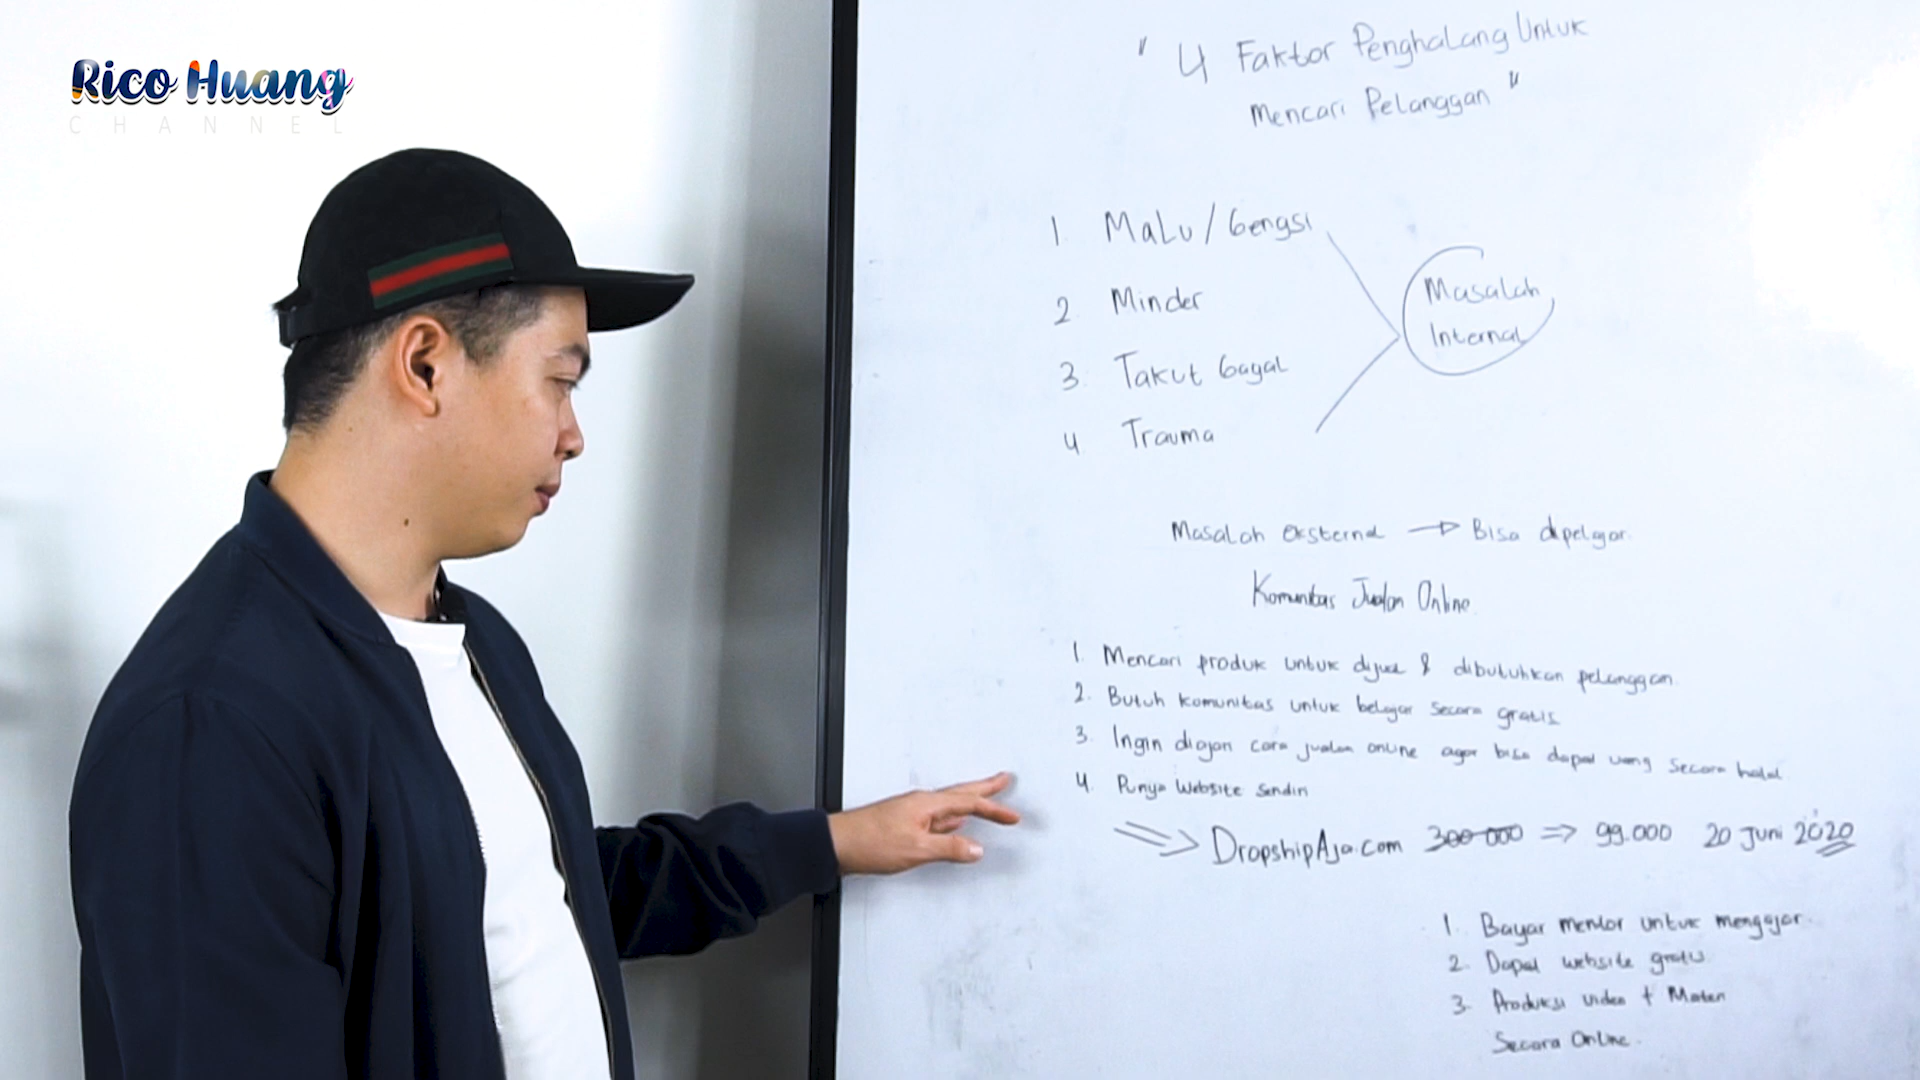 Rico Huang
CHANNEL
" 4 Faktor Penghalang Untuk
Mencari Pelanggan "
1. Malu / Gengsi
2. Minder
3. Takut Gagal
4 Trauma
Masalah
Internal
Masalah eksternal → Bisa dipelajar.
Komunitas Jualan Online.
1. Mencari produk untuk dijual & dibutuhkan pelanggan.
2. Butuh komunitas untuk belajar secara gratis
3. Ingin diajari cara jualan online agar bisa dapat uang secara halal
4. Punya Website Sendiri
⇒ DropshipAja.com 300 000 ⇒ 99.000 20 Juni 2020
1. Bayar mentor untuk mengajar.
2. Dapat website gratis.
3. Produksi video + Materi
Secara Online.